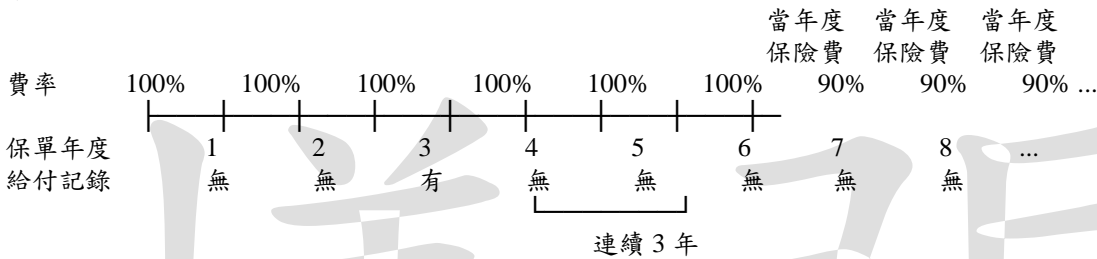 當年度 當年度 當年度
保險費 保險費 保險費
費率 100% 100% 100% 100% 100% 100% 90% 90% 90% ...
保單年度 1 2 3 4 5 6 7 8 ...
給付記錄 無 無 有 無 無 無 無 無
連續 3 年